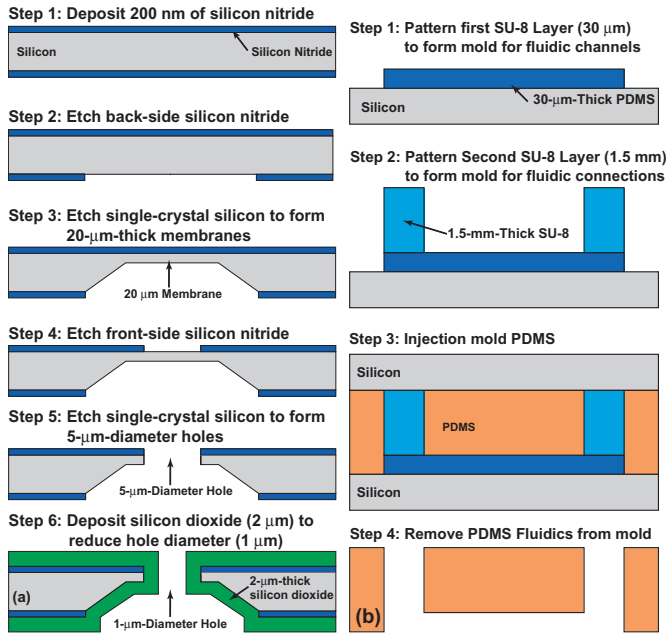 Step 1: Deposit 200 nm of silicon nitride
Silicon
Silicon Nitride
Step 2: Etch back-side silicon nitride
Step 3: Etch single-crystal silicon to form
20-μm-thick membranes
20 μm Membrane
Step 4: Etch front-side silicon nitride
Step 5: Etch single-crystal silicon to form
5-μm-diameter holes
5-μm-Diameter Hole
Step 6: Deposit silicon dioxide (2 μm) to
reduce hole diameter (1 μm)
(a)
2-μm-thick
silicon dioxide
1-μm-Diameter Hole
Step 1: Pattern first SU-8 Layer (30 μm)
to form mold for fluidic channels
30-μm-Thick PDMS
Silicon
Step 2: Pattern Second SU-8 Layer (1.5 mm)
to form mold for fluidic connections
1.5-mm-Thick SU-8
Step 3: Injection mold PDMS
Silicon
PDMS
Silicon
Step 4: Remove PDMS Fluidics from mold
(b)